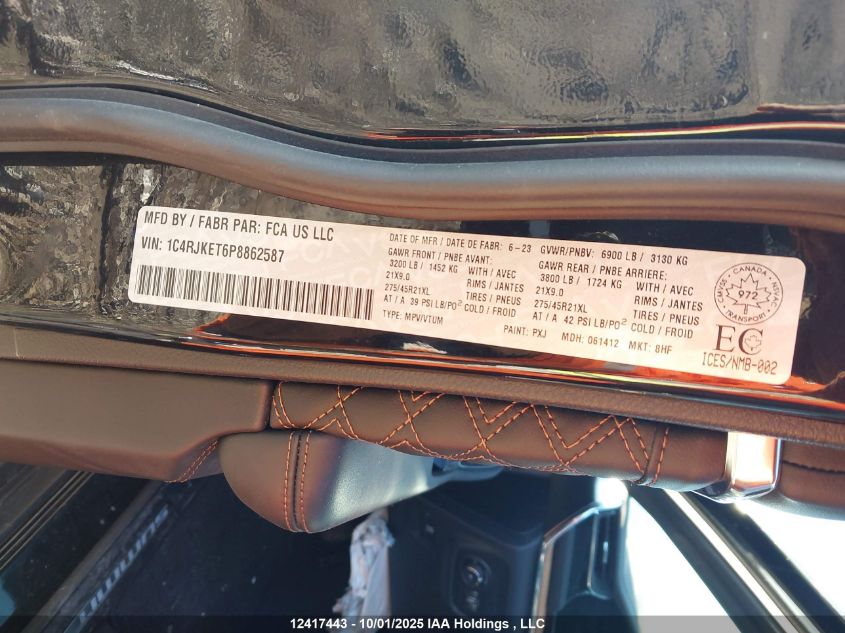 MFD BY / FABR PAR: FCA US LLC
VIN: 1C4RJKET6P8862587
DATE OF MFR / DATE DE FABR: 6-23 GVWR/PNBV: 6900 LB / 3130 KG
GAWR FRONT / PNBE AVANT:
3200 LB / 1452 KG WITH / AVEC
21X9.0 RIMS / JANTES
275/45R21XL TIRES / PNEUS
AT / A 39 PSI LB/PO² COLD / FROID
TYPE: MPV/VTUM
GAWR REAR / PNBE ARRIERE:
3800 LB / 1724 KG WITH / AVEC
21X9.0 RIMS / JANTES
275/45R21XL TIRES / PNEUS
AT / A 42 PSI LB/PO² COLD / FROID
PAINT: PXJ MDH: 061412 MKT: 8HF
CANADA
CMVSS NSVAC
972
TRANSPORT
EC
ICES/NMB-002
SUMMIT
12417443 - 10/01/2025 IAA Holdings , LLC